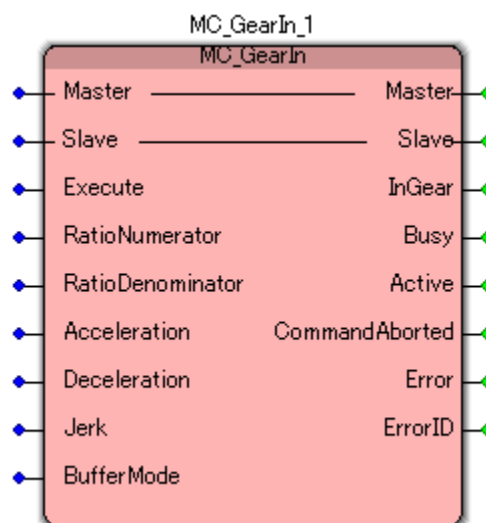 MC_GearIn_1
MC_GearIn
Master Master
Slave Slave
Execute InGear
RatioNumerator Busy
RatioDenominator Active
Acceleration CommandAborted
Deceleration Error
Jerk ErrorID
BufferMode